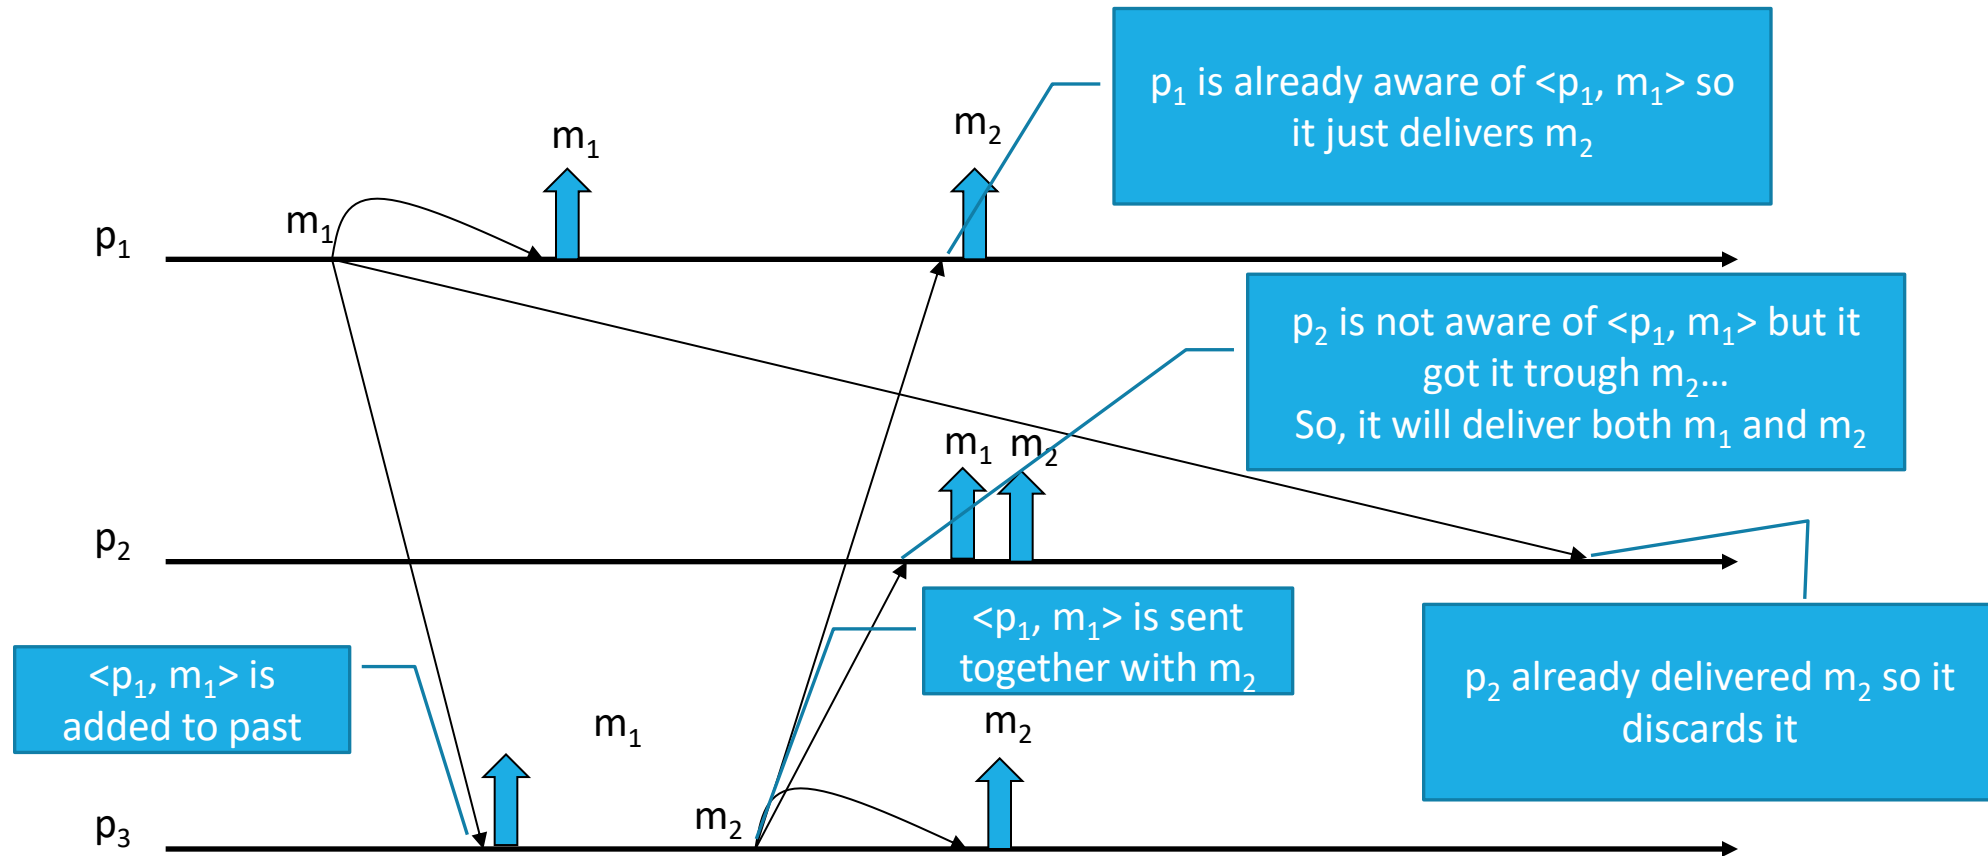 p₁ is already aware of <p₁, m₁> so
it just delivers m₂
m₁
m₂
m₁
p₁
p₂ is not aware of <p₁, m₁> but it
got it trough m₂...
So, it will deliver both m₁ and m₂
m₁ m₂
p₂
<p₁, m₁> is sent
together with m₂
p₂ already delivered m₂ so it
discards it
<p₁, m₁> is
added to past
m₁
m₂
m₂
p₃